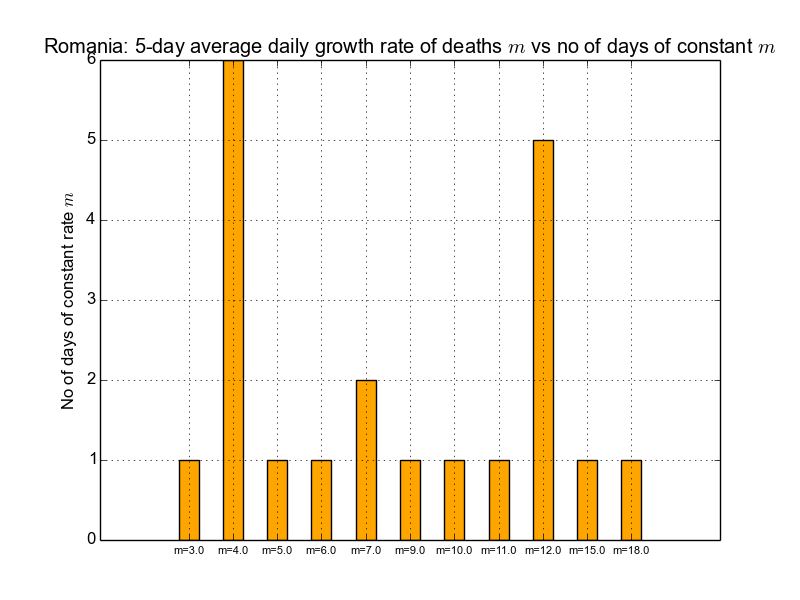 Romania: 5-day average daily growth rate of deaths m vs no of days of constant m
No of days of constant rate m
6
5
4
3
2
1
0
m=3.0 m=4.0 m=5.0 m=6.0 m=7.0 m=9.0 m=10.0 m=11.0 m=12.0 m=15.0 m=18.0